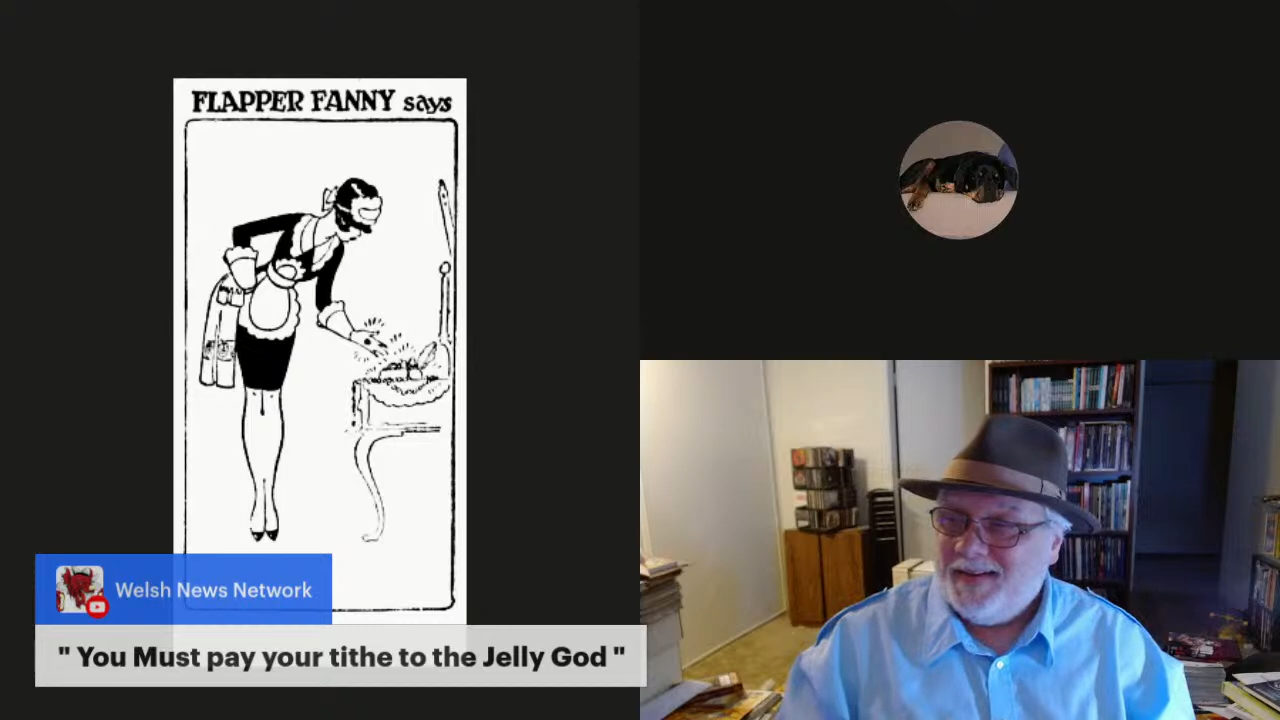 FLAPPER FANNY says
Welsh News Network
" You Must pay your tithe to the Jelly God "